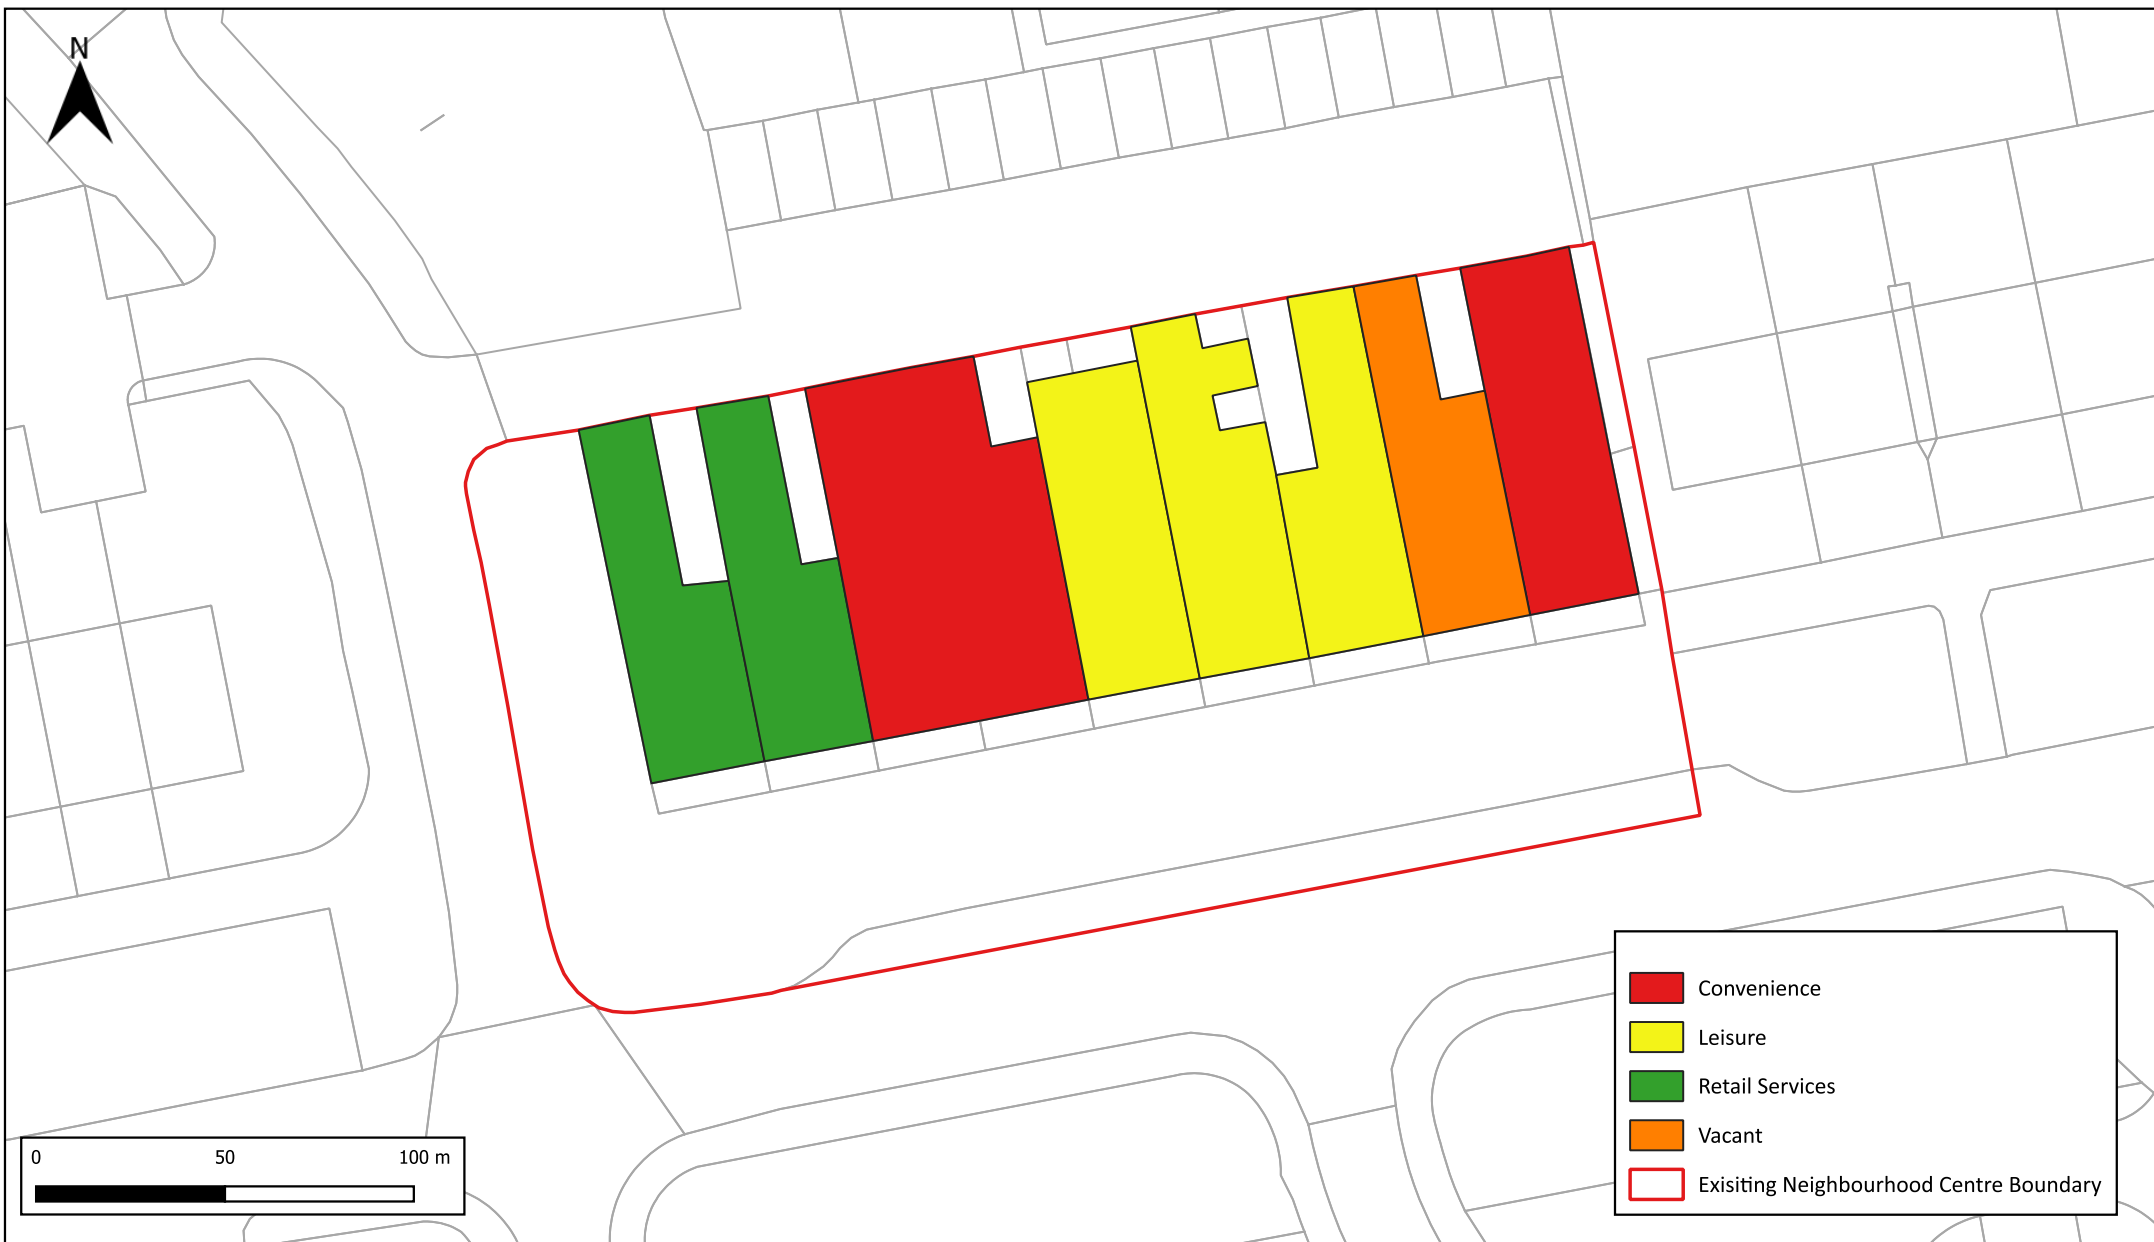 N
Convenience
Leisure
Retail Services
Vacant
Exisiting Neighbourhood Centre Boundary
0 50 100 m